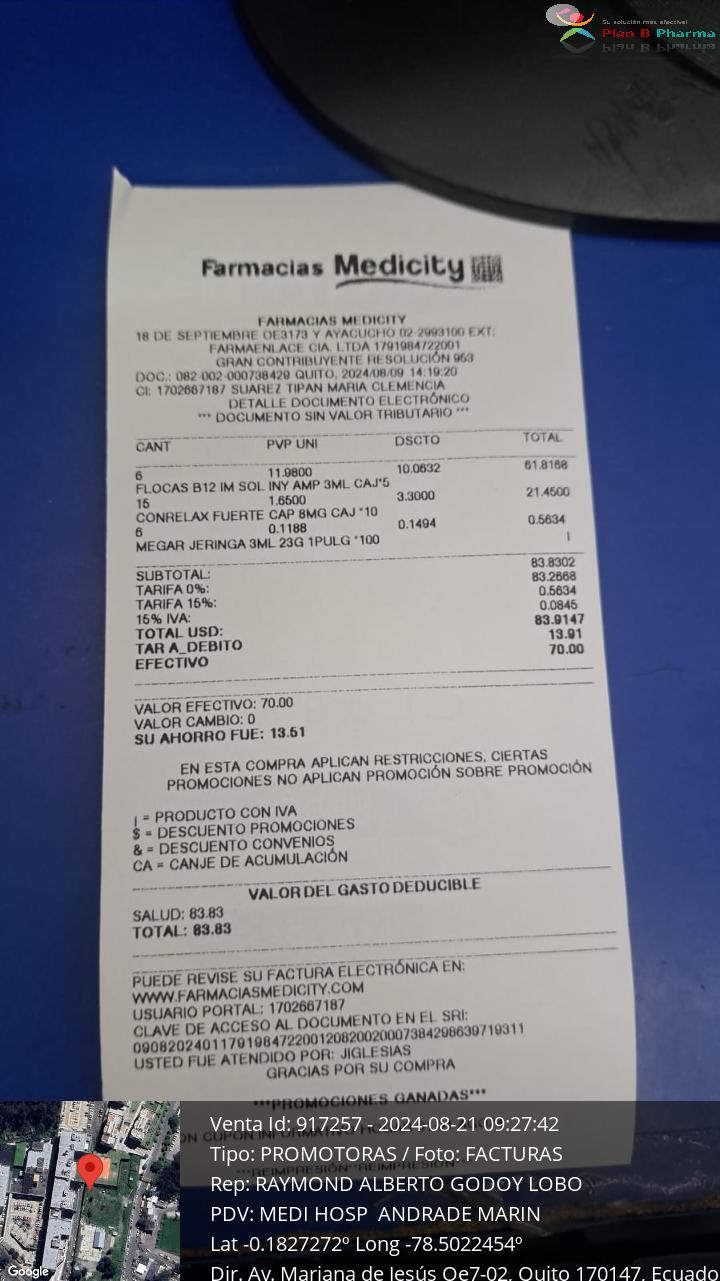 Su solución más efectiva!
Plan B Pharma
Farmacias Medicity
FARMACIAS MEDICITY
18 DE SEPTIEMBRE OE3173 Y AYACUCHO 02-2993100 EXT:
FARMAENLACE CIA. LTDA 1791984722001
GRAN CONTRIBUYENTE RESOLUCIÓN 953
DOC.: 082-002-000738429 QUITO, 2024/08/09 14:19:20
CI: 1702667187 SUAREZ TIPAN MARIA CLEMENCIA
DETALLE DOCUMENTO ELECTRÓNICO
*** DOCUMENTO SIN VALOR TRIBUTARIO ***
CANT PVP UNI DSCTO TOTAL
6 11.9800 10.0632 61.8168
FLOCAS B12 IM SOL INY AMP 3ML CAJ*5
15 1.6500 3.3000 21.4500
CONRELAX FUERTE CAP 8MG CAJ *10
6 0.1188 0.1494 0.5634
MEGAR JERINGA 3ML 23G 1PULG *100 |
SUBTOTAL: 83.8302
TARIFA 0%: 83.2668
TARIFA 15%: 0.5634
15% IVA: 0.0845
TOTAL USD: 83.9147
TAR A_DEBITO 13.91
EFECTIVO 70.00
VALOR EFECTIVO: 70.00
VALOR CAMBIO: 0
SU AHORRO FUE: 13.51
EN ESTA COMPRA APLICAN RESTRICCIONES, CIERTAS
PROMOCIONES NO APLICAN PROMOCIÓN SOBRE PROMOCIÓN
| = PRODUCTO CON IVA
$ = DESCUENTO PROMOCIONES
& = DESCUENTO CONVENIOS
CA = CANJE DE ACUMULACIÓN
VALOR DEL GASTO DEDUCIBLE
SALUD: 83.83
TOTAL: 83.83
PUEDE REVISE SU FACTURA ELECTRÓNICA EN:
WWW.FARMACIASMEDICITY.COM
USUARIO PORTAL: 1702667187
CLAVE DE ACCESO AL DOCUMENTO EN EL SRI:
0908202401179198472200120820020007384298639719311
USTED FUE ATENDIDO POR: JIGLESIAS
GRACIAS POR SU COMPRA
***PROMOCIONES GANADAS***
CUPON
***REIMPRESIÓN**REIMPRESIÓN***
Venta Id: 917257 - 2024-08-21 09:27:42
Tipo: PROMOTORAS / Foto: FACTURAS
Rep: RAYMOND ALBERTO GODOY LOBO
PDV: MEDI HOSP ANDRADE MARIN
Lat -0.1827272º Long -78.5022454º
Dir. Av. Mariana de Jesús Oe7-02, Quito 170147, Ecuado
Google